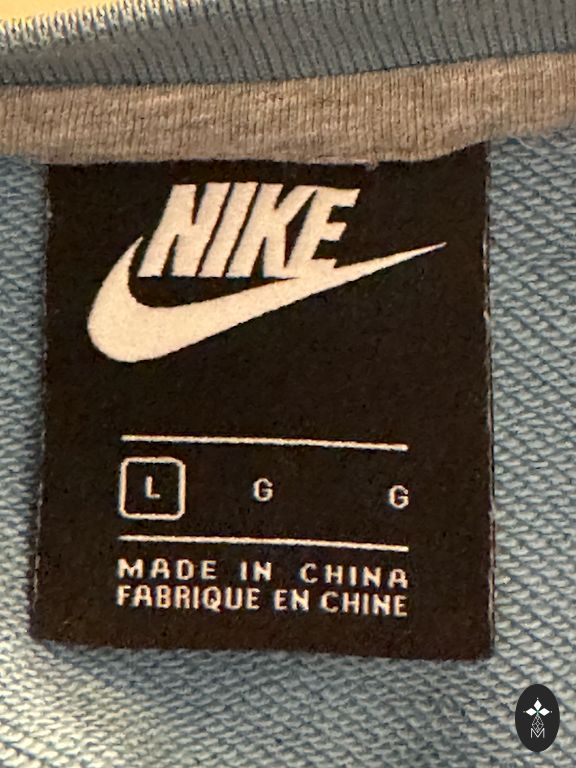 NIKE
L G G
MADE IN CHINA
FABRIQUE EN CHINE
M